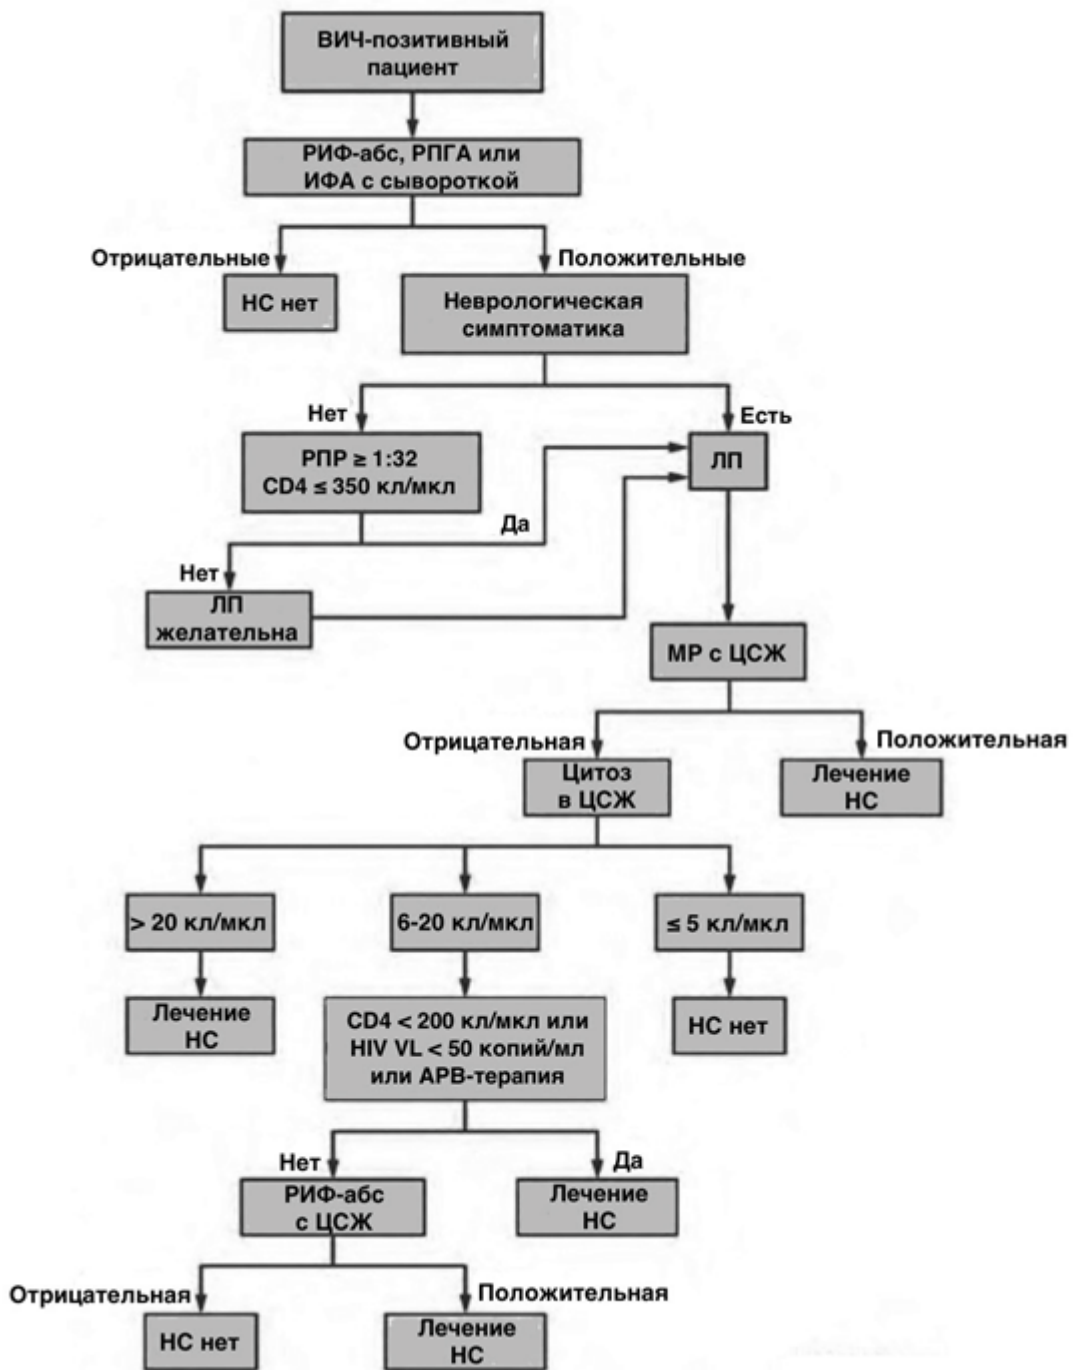 ВИЧ-позитивный
пациент
РИФ-абс, РПГА или
ИФА с сывороткой
Отрицательные
Положительные
НС нет
Неврологическая
симптоматика
Нет
Есть
РПР ≥ 1:32
CD4 ≤ 350 кл/мкл
ЛП
Да
Нет
ЛП
желательна
МР с ЦСЖ
Отрицательная
Положительная
Цитоз
в ЦСЖ
Лечение
НС
> 20 кл/мкл
6-20 кл/мкл
≤ 5 кл/мкл
Лечение
НС
CD4 < 200 кл/мкл или
HIV VL < 50 копий/мл
или АРВ-терапия
НС нет
Нет
Да
РИФ-абс
с ЦСЖ
Лечение
НС
Отрицательная
Положительная
НС нет
Лечение
НС